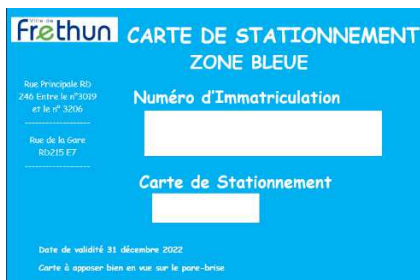 Ville de
Frethun
CARTE DE STATIONNEMENT
ZONE BLEUE
Rue Principale RD
246 Entre le n°3019
et le n° 3206
--------------------
Rue de la Gare
RD215 E7
--------------------
Numéro d'Immatriculation
Carte de Stationnement
Date de validité 31 décembre 2022
Carte à apposer bien en vue sur le pare-brise